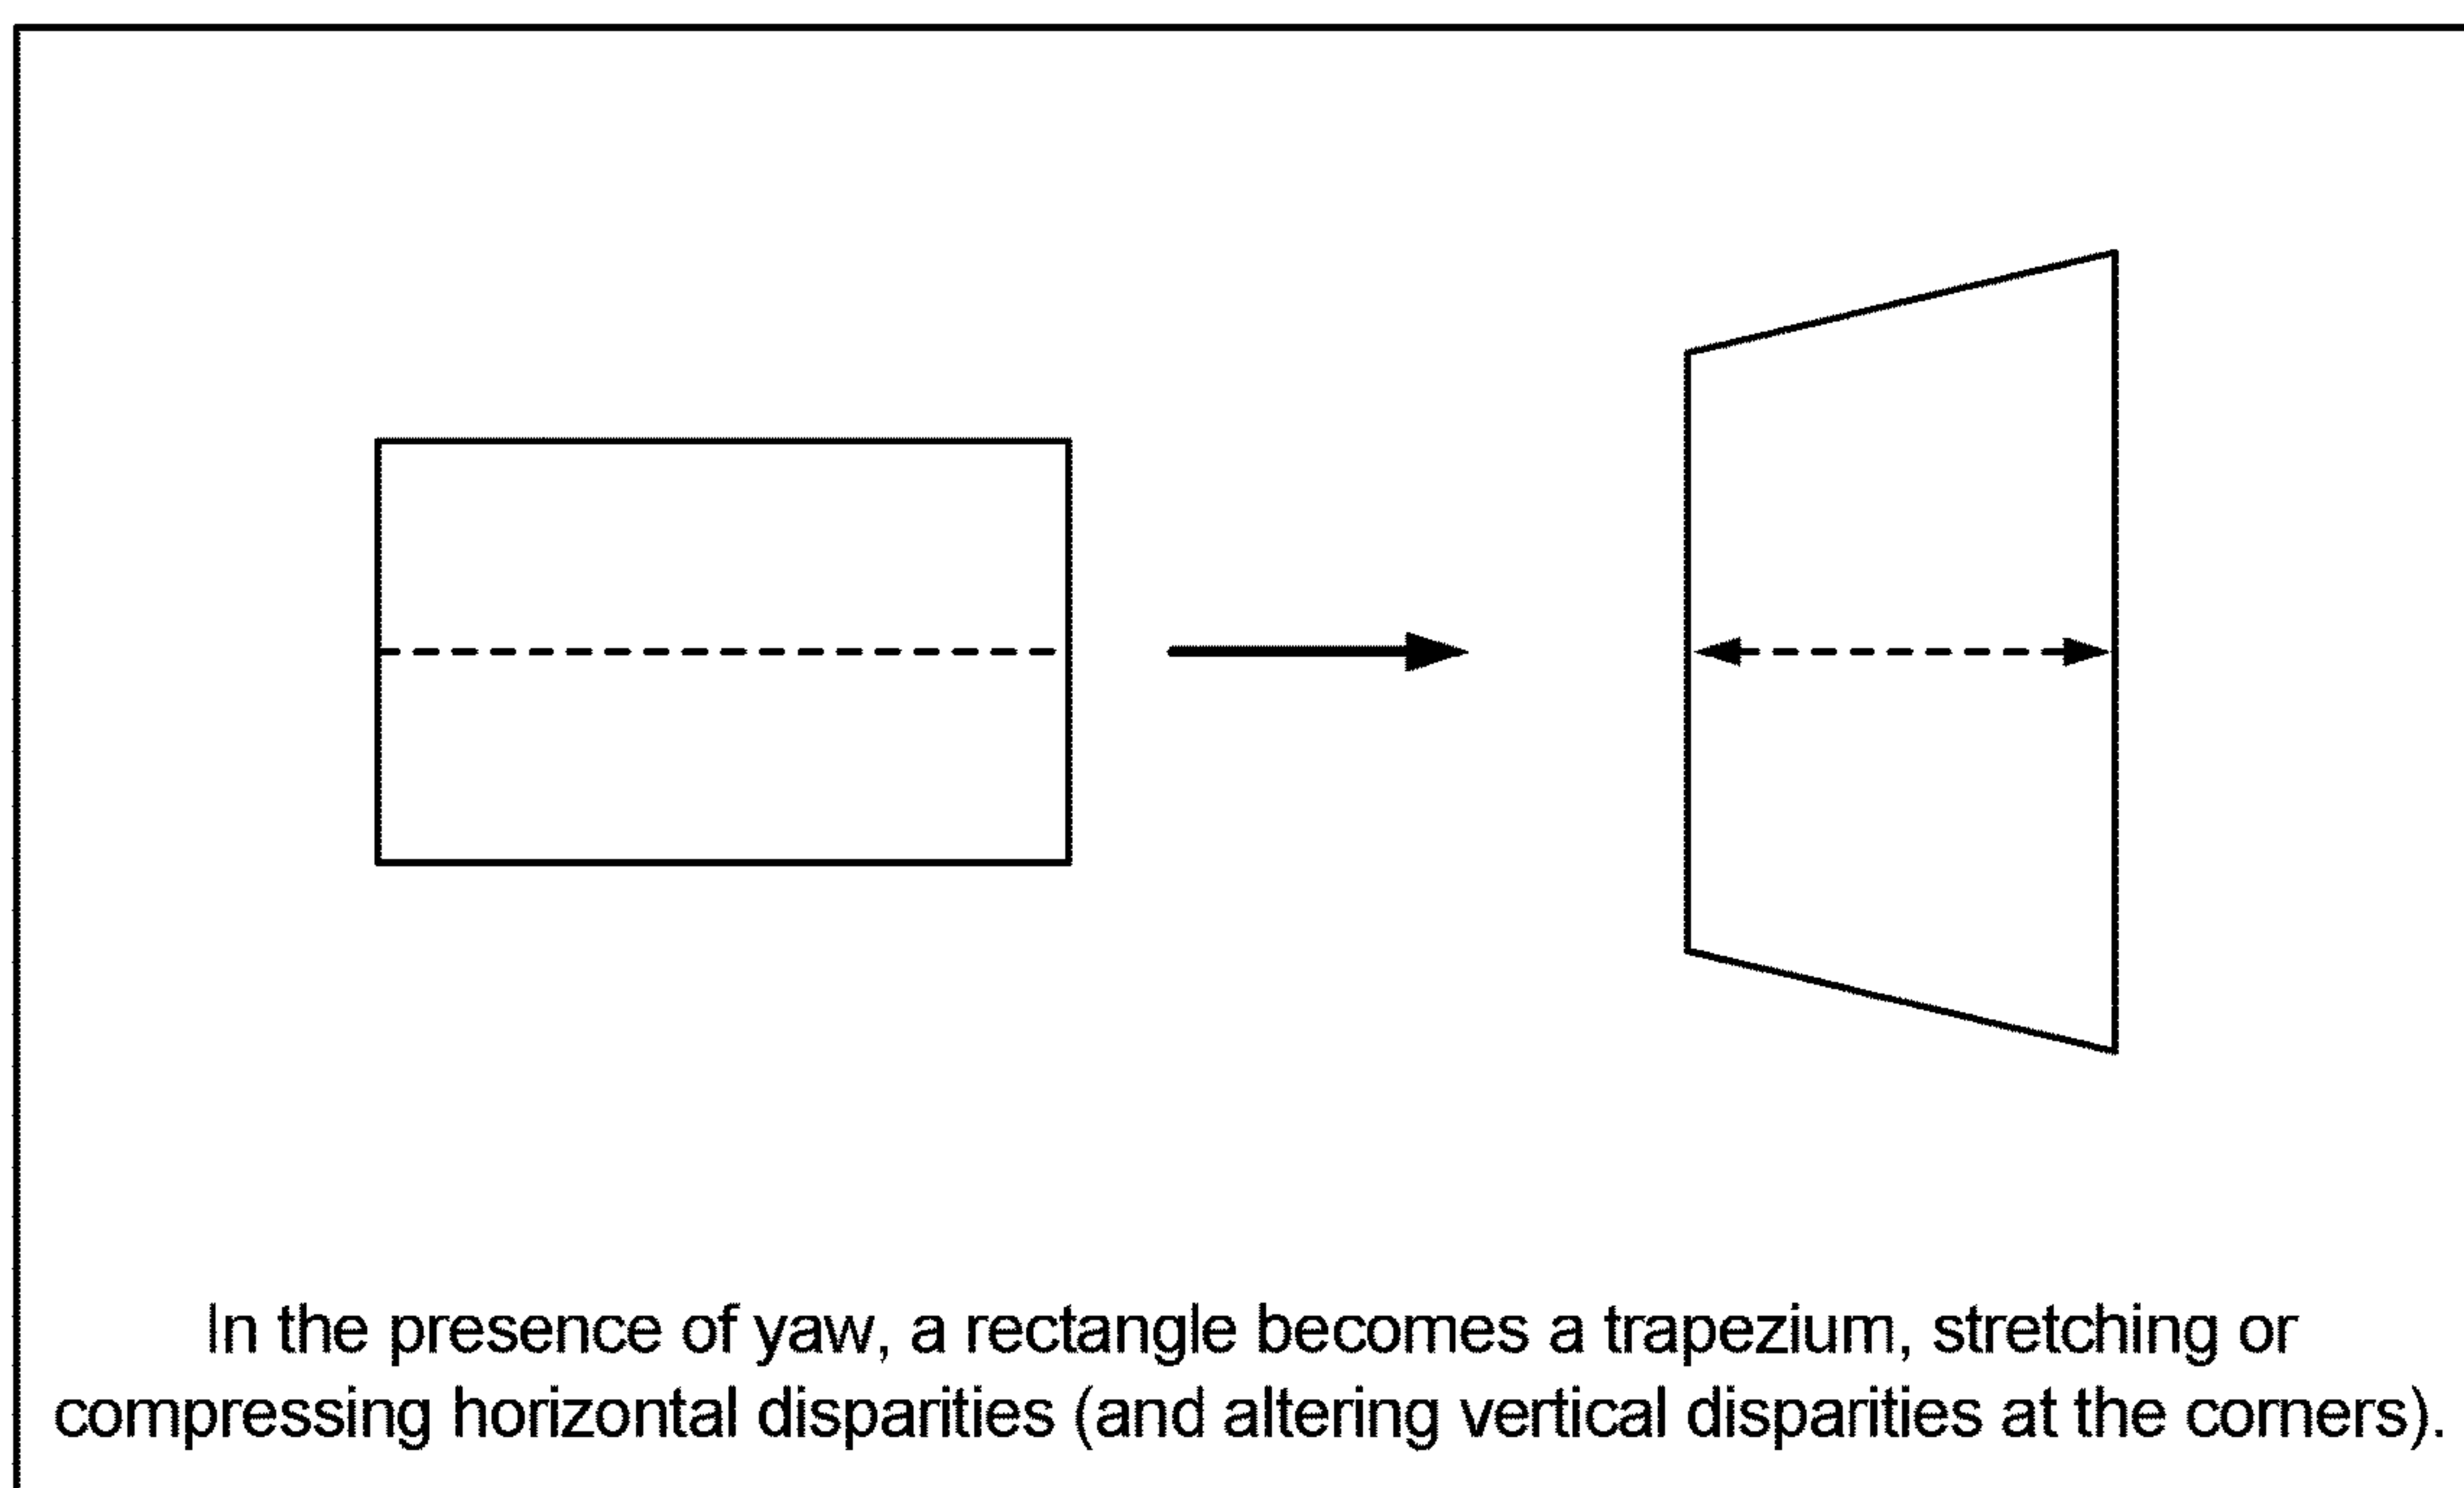 In the presence of yaw, a rectangle becomes a trapezium, stretching or
compressing horizontal disparities (and altering vertical disparities at the corners).